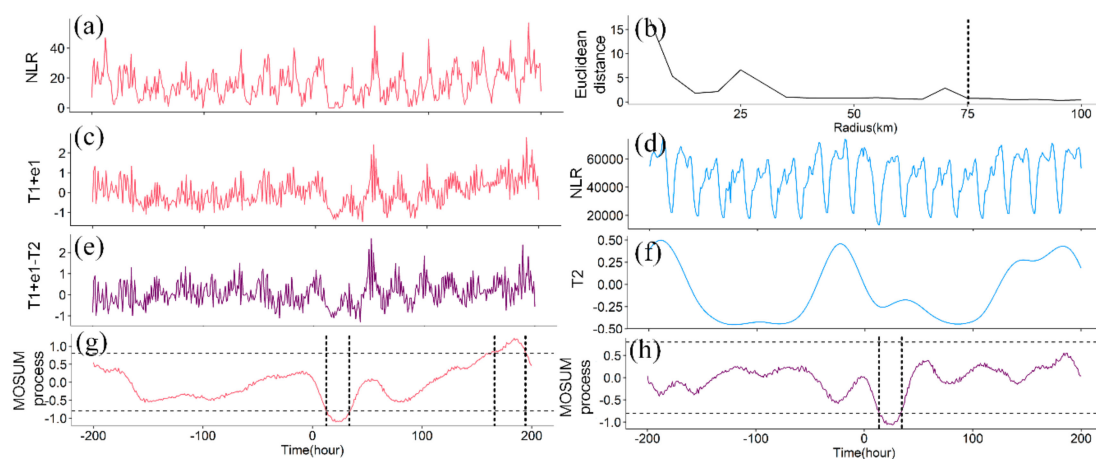 (a)
NLR
40
20
0
(b)
Euclidean
distance
15
10
5
0
25
50
75
100
Radius(km)
(c)
T1+e1
2
1
0
-1
(d)
NLR
60000
40000
20000
(e)
T1+e1-T2
2
1
0
-1
(f)
T2
0.50
0.25
0.00
-0.25
-0.50
(g)
MOSUM
process
1.0
0.5
0.0
-0.5
-1.0
-200
-100
0
100
200
Time(hour)
(h)
MOSUM
process
0.5
0.0
-0.5
-1.0
-200
-100
0
100
200
Time(hour)